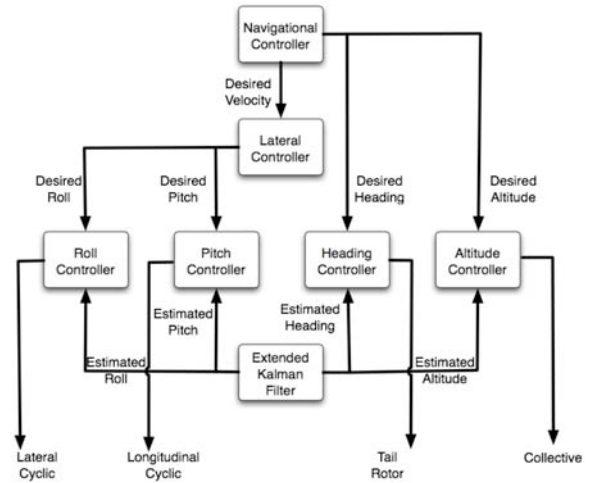 Navigational
Controller
Desired
Velocity
Lateral
Controller
Desired
Roll
Desired
Pitch
Desired
Heading
Desired
Altitude
Roll
Controller
Pitch
Controller
Heading
Controller
Altitude
Controller
Estimated
Pitch
Estimated
Heading
Estimated
Roll
Extended
Kalman
Filter
Estimated
Altitude
Lateral
Cyclic
Longitudinal
Cyclic
Tail
Rotor
Collective